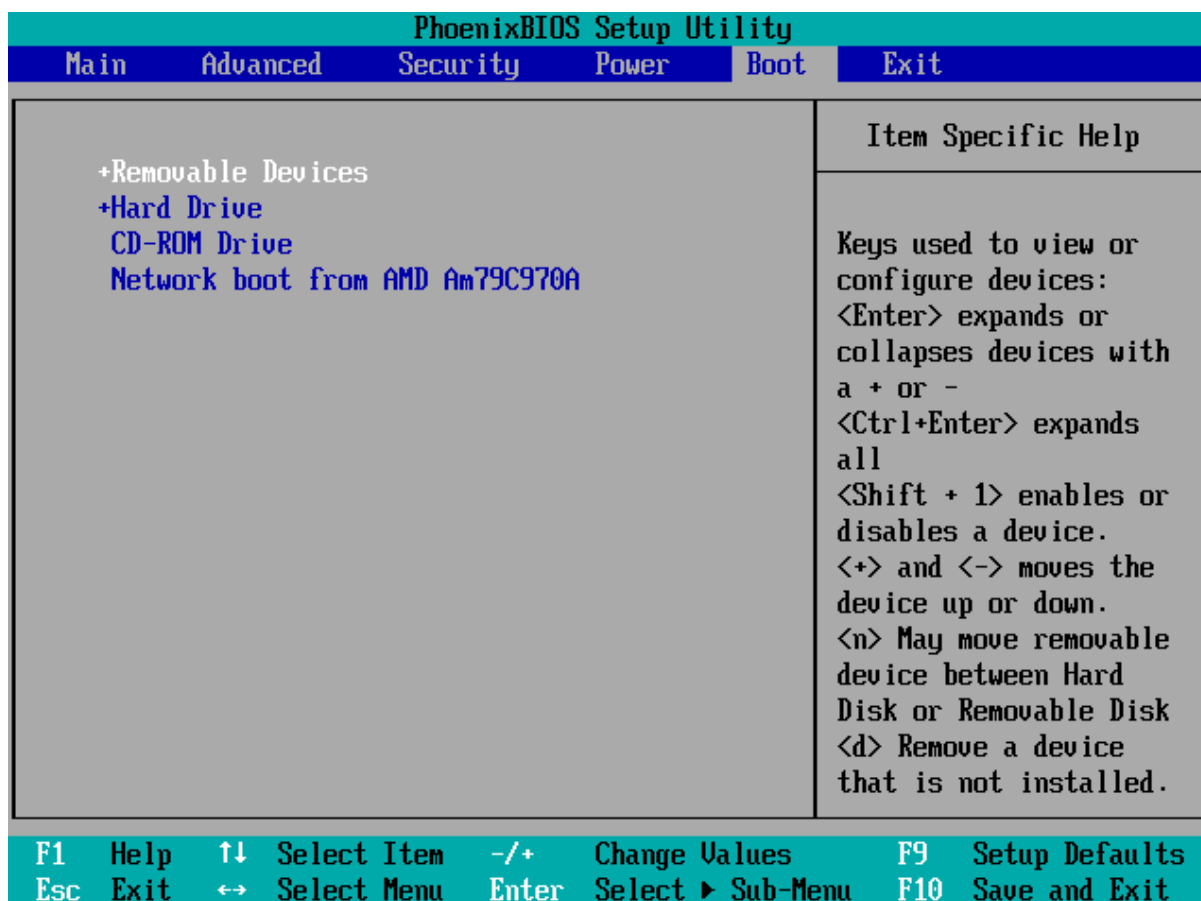 PhoenixBIOS Setup Utility
Main Advanced Security Power Boot Exit
+Removable Devices
+Hard Drive
CD-ROM Drive
Network boot from AMD Am79C970A
Item Specific Help
Keys used to view or
configure devices:
<Enter> expands or
collapses devices with
a + or -
<Ctrl+Enter> expands
all
<Shift + 1> enables or
disables a device.
<+> and <-> moves the
device up or down.
<n> May move removable
device between Hard
Disk or Removable Disk
<d> Remove a device
that is not installed.
F1 Help ↑↓ Select Item -/+ Change Values F9 Setup Defaults
Esc Exit ↔ Select Menu Enter Select ▶ Sub-Menu F10 Save and Exit